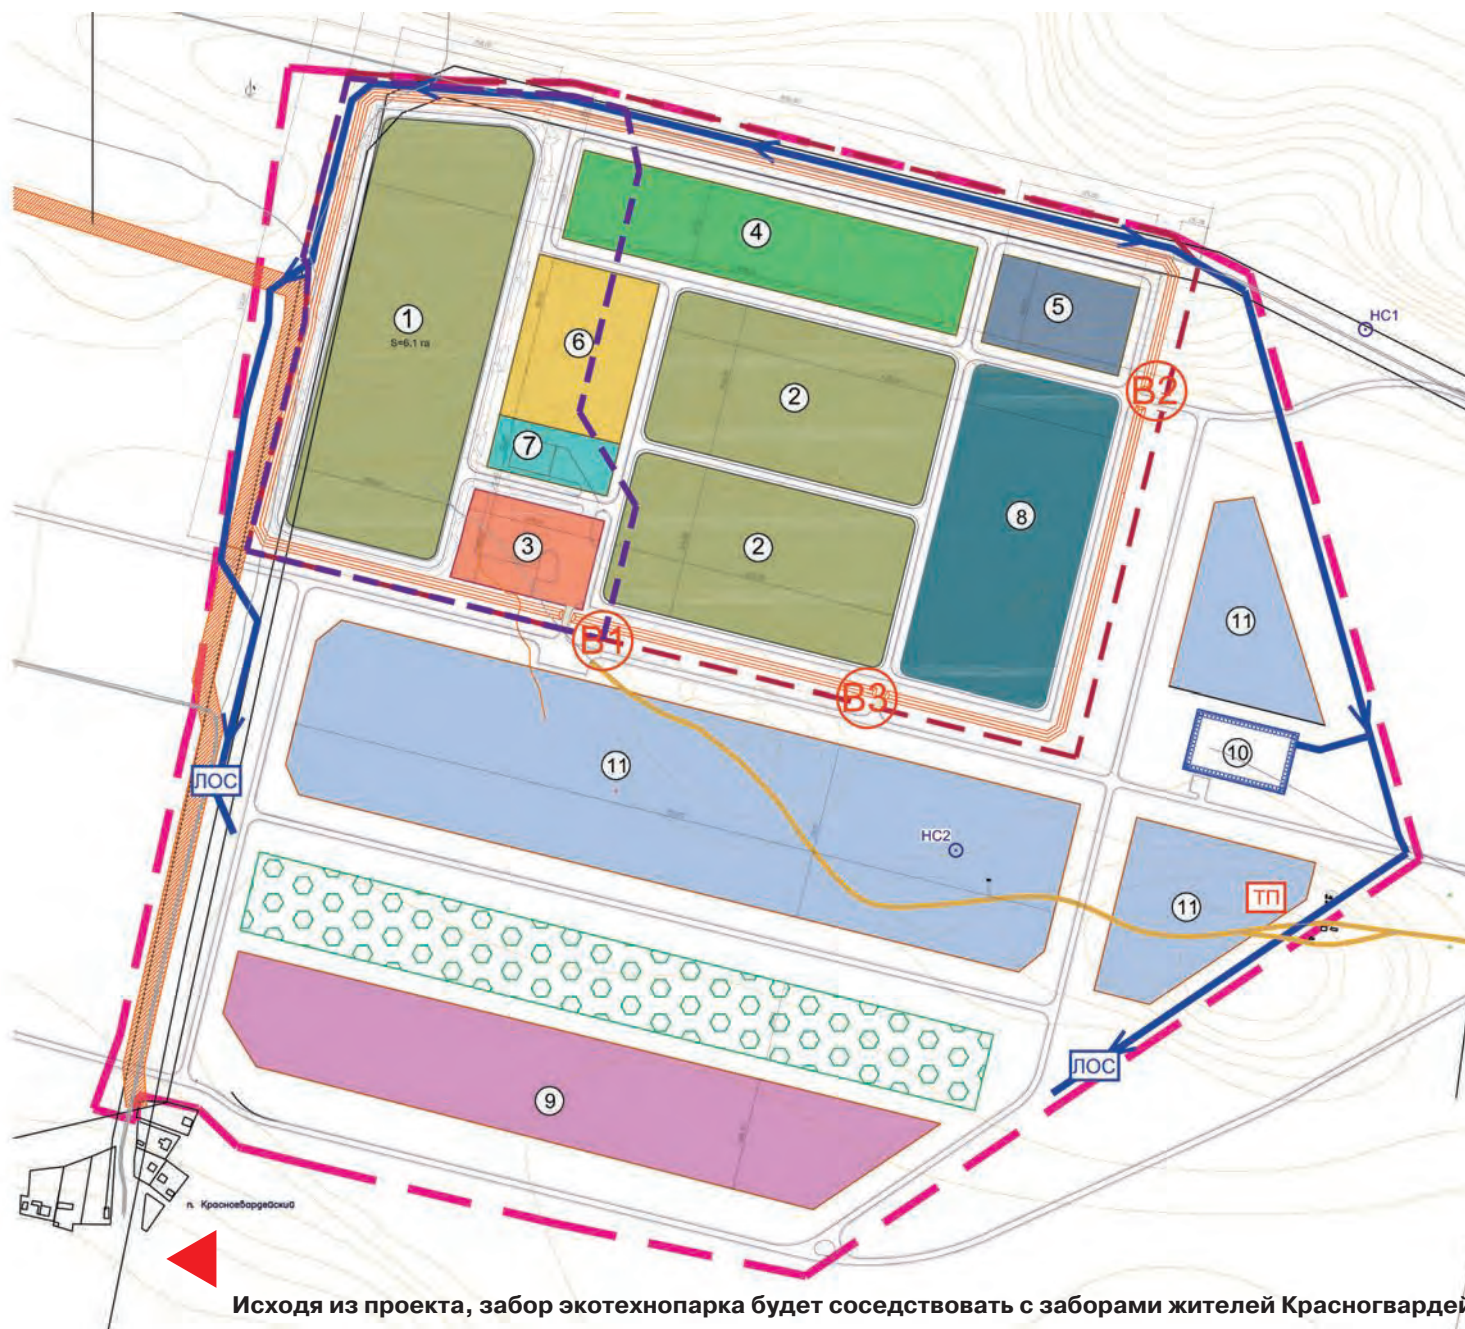 НС1
4
5
1
S=6.1 га
6
В2
2
7
8
3
2
11
В1
В3
10
11
ЛОС
НС2
11
ТП
ЛОС
9
п. Красногвардейский
Исходя из проекта, забор экотехнопарка будет соседствовать с заборами жителей Красногвардей